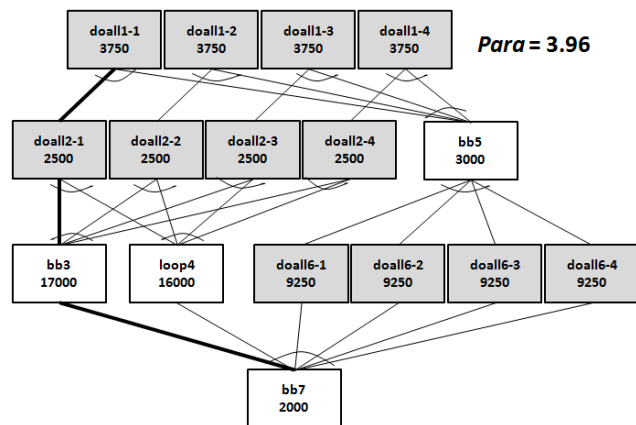 doall1-1 doall1-2 doall1-3 doall1-4
3750 3750 3750 3750
Para = 3.96
doall2-1 doall2-2 doall2-3 doall2-4 bb5
2500 2500 2500 2500 3000
bb3 loop4 doall6-1 doall6-2 doall6-3 doall6-4
17000 16000 9250 9250 9250 9250
bb7
2000